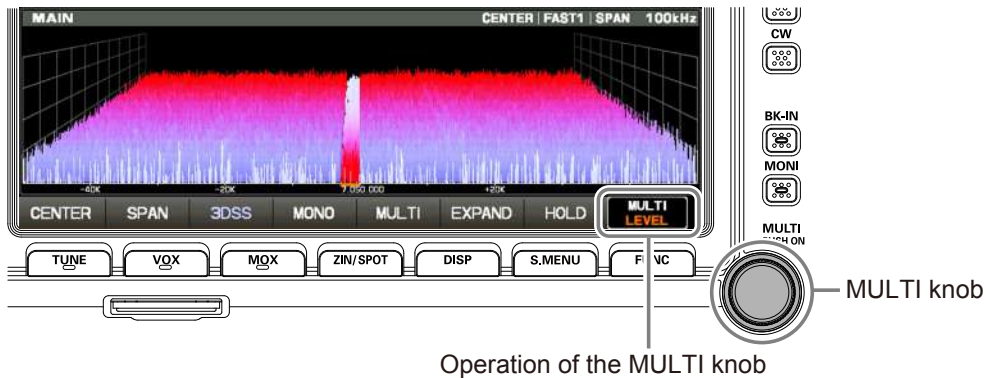 MAIN
CENTER FAST1 SPAN 100kHz
-40K -20K 7 050 000 +20K
CENTER SPAN 3DSS MONO MULTI EXPAND HOLD MULTI LEVEL
CW
BK-IN
MONI
MULTI
TUNE VOX MOX ZIN/SPOT DISP S.MENU
MULTI knob
Operation of the MULTI knob